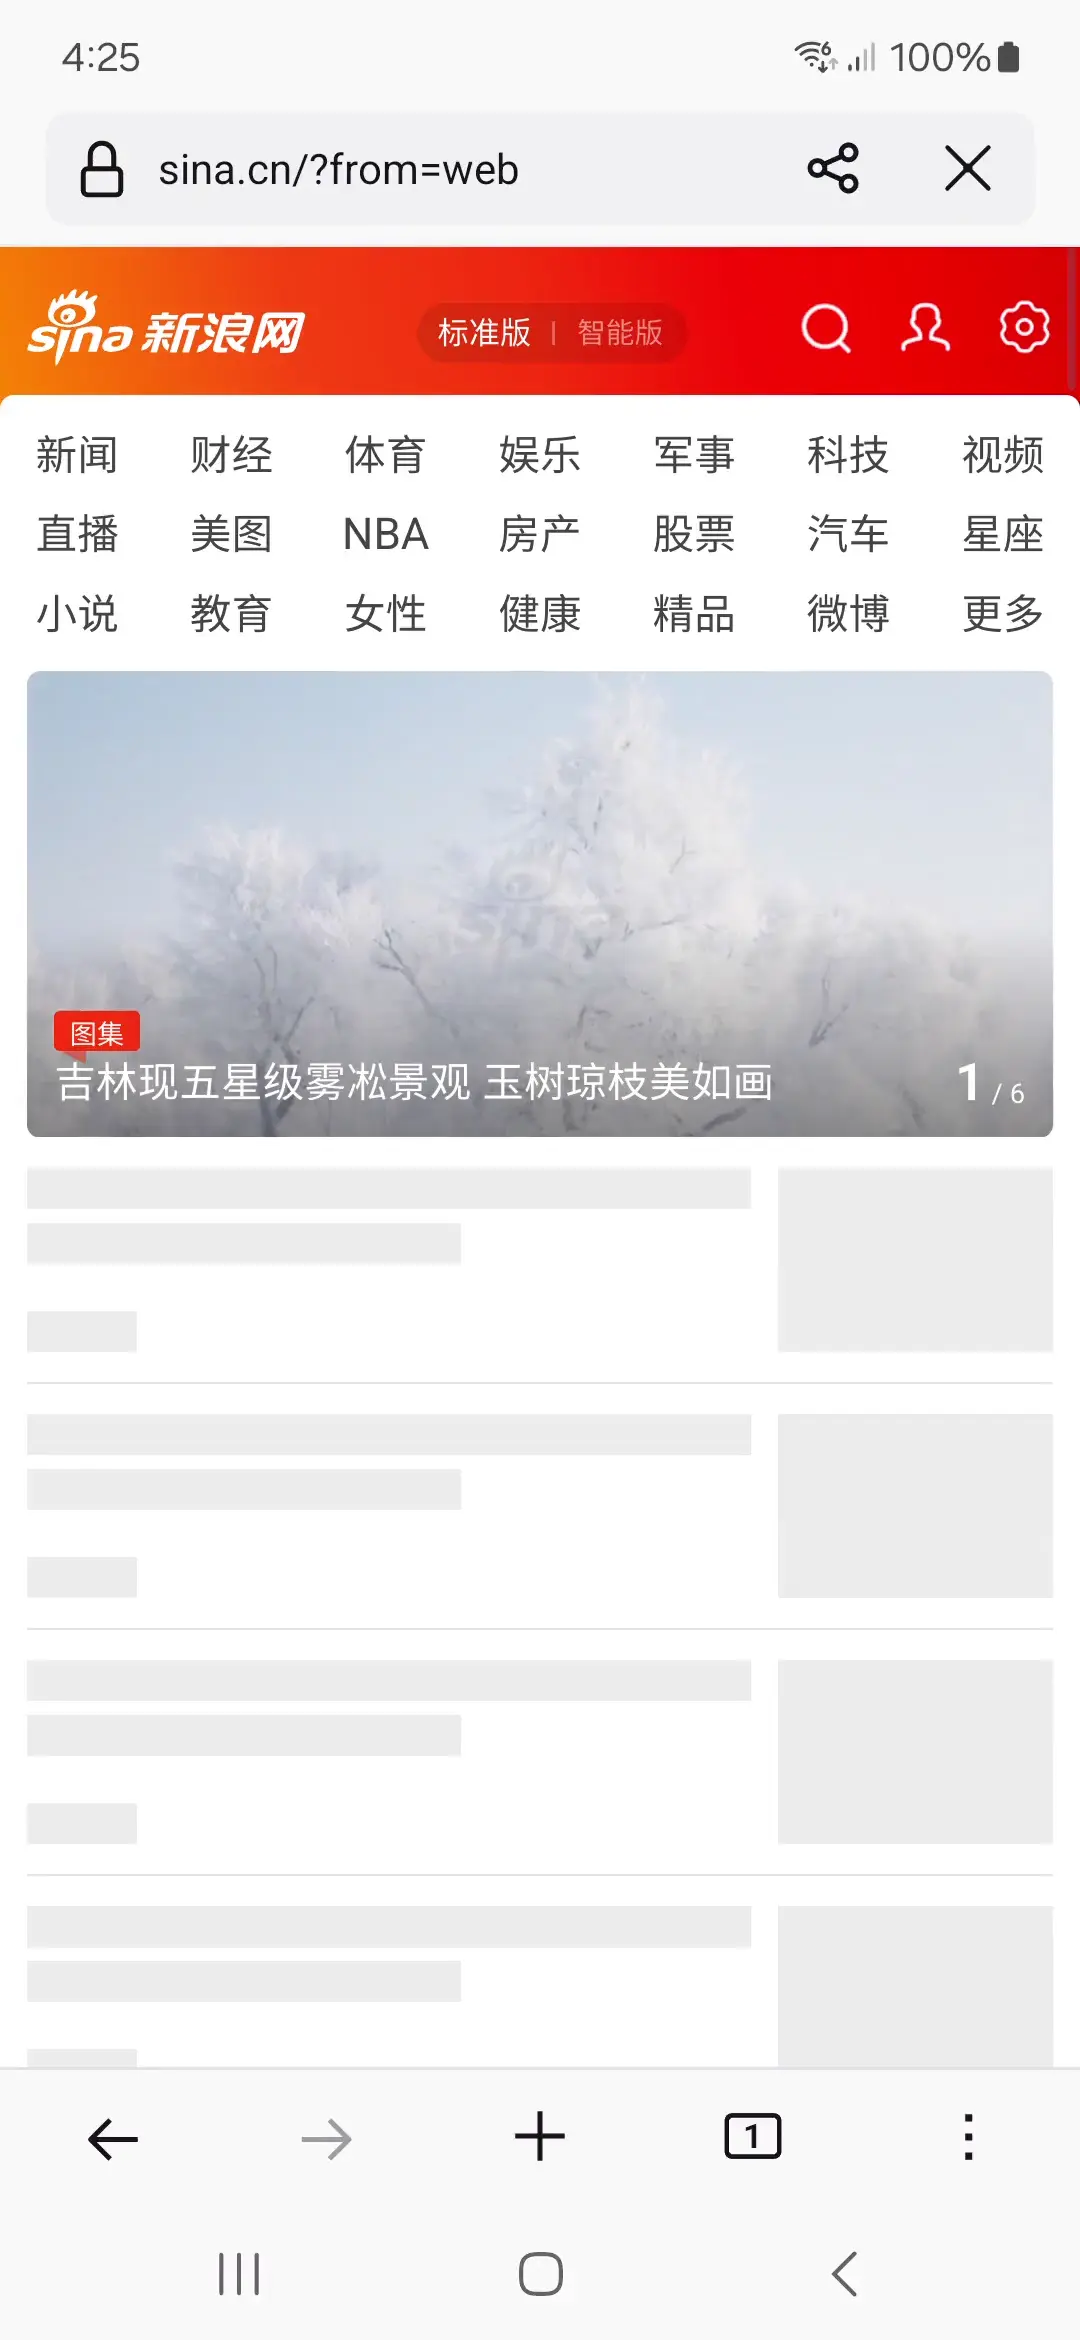 4:25 6 100%
sina.cn/?from=web
sina 新浪网 标准版 | 智能版
新闻 财经 体育 娱乐 军事 科技 视频
直播 美图 NBA 房产 股票 汽车 星座
小说 教育 女性 健康 精品 微博 更多
图集
吉林现五星级雾凇景观 玉树琼枝美如画 1 / 6
1